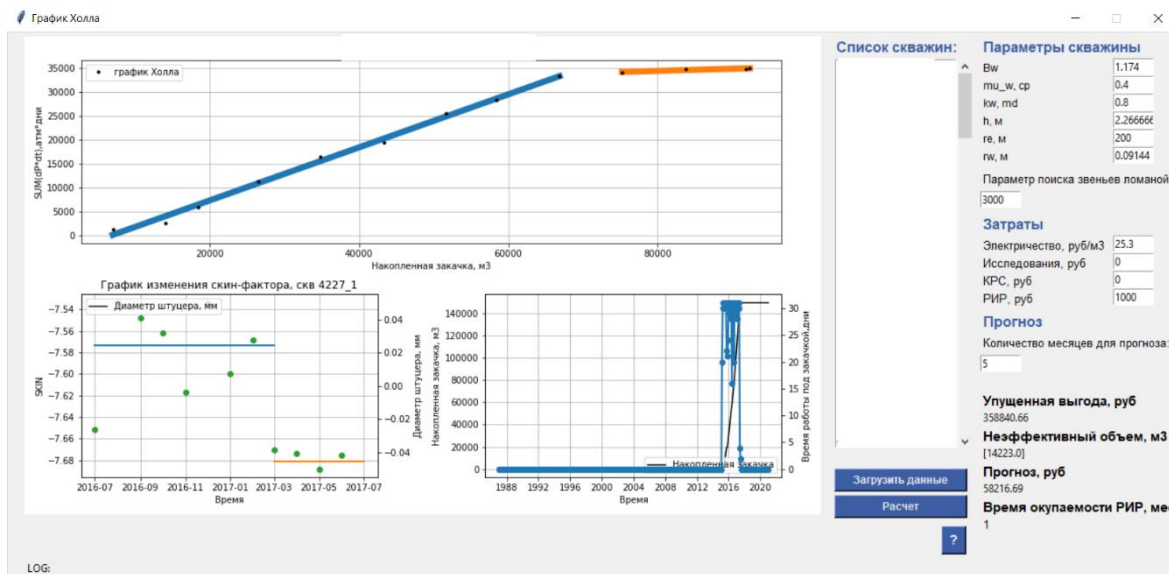 График Холла
график Холла
35000
30000
25000
20000
15000
10000
5000
0
SUM(dP*dt),атм*дни
20000 40000 60000 80000
Накопленная закачка, м3
График изменения скин-фактора, скв 4227_1
Диаметр штуцера, мм
−7.54
−7.56
−7.58
−7.60
−7.62
−7.64
−7.66
−7.68
SKIN
0.04
0.02
0.00
−0.02
−0.04
Диаметр штуцера, мм
2016-07 2016-09 2016-11 2017-01 2017-03 2017-05 2017-07
Время
Накопленная закачка, м3
140000
120000
100000
80000
60000
40000
20000
0
30
25
20
15
10
5
0
Время работы под закачкой,дни
Накопленная закачка
1988 1992 1996 2000 2004 2008 2012 2016 2020
Время
Список скважин:
Загрузить данные
Расчет
?
Параметры скважины
Bw 1.174
mu_w, cp 0.4
kw, md 0.8
h, м 2.266666
re, м 200
rw, м 0.09144
Параметр поиска звеньев ломаной
3000
Затраты
Электричество, руб/м3 25.3
Исследования, руб 0
КРС, руб 0
РИР, руб 1000
Прогноз
Количество месяцев для прогноза:
5
Упущенная выгода, руб
358840.66
Неэффективный объем, м3
[14223.0]
Прогноз, руб
58216.69
Время окупаемости РИР, мес
1
LOG: